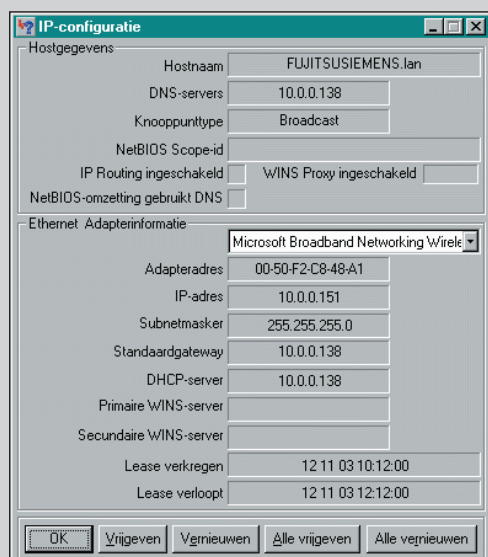 IP-configuratie
Hostgegevens
Hostnaam FUJITSUSIEMENS.lan
DNS-servers 10.0.0.138
Knooppunttype Broadcast
NetBIOS Scope-id
IP Routing ingeschakeld WINS Proxy ingeschakeld
NetBIOS-omzetting gebruikt DNS
Ethernet Adapterinformatie
Microsoft Broadband Networking Wirele
Adapteradres 00-50-F2-C8-48-A1
IP-adres 10.0.0.151
Subnetmasker 255.255.255.0
Standaardgateway 10.0.0.138
DHCP-server 10.0.0.138
Primaire WINS-server
Secundaire WINS-server
Lease verkregen 12 11 03 10:12:00
Lease verloopt 12 11 03 12:12:00
OK Vrijgeven Vernieuwen Alle vrijgeven Alle vernieuwen